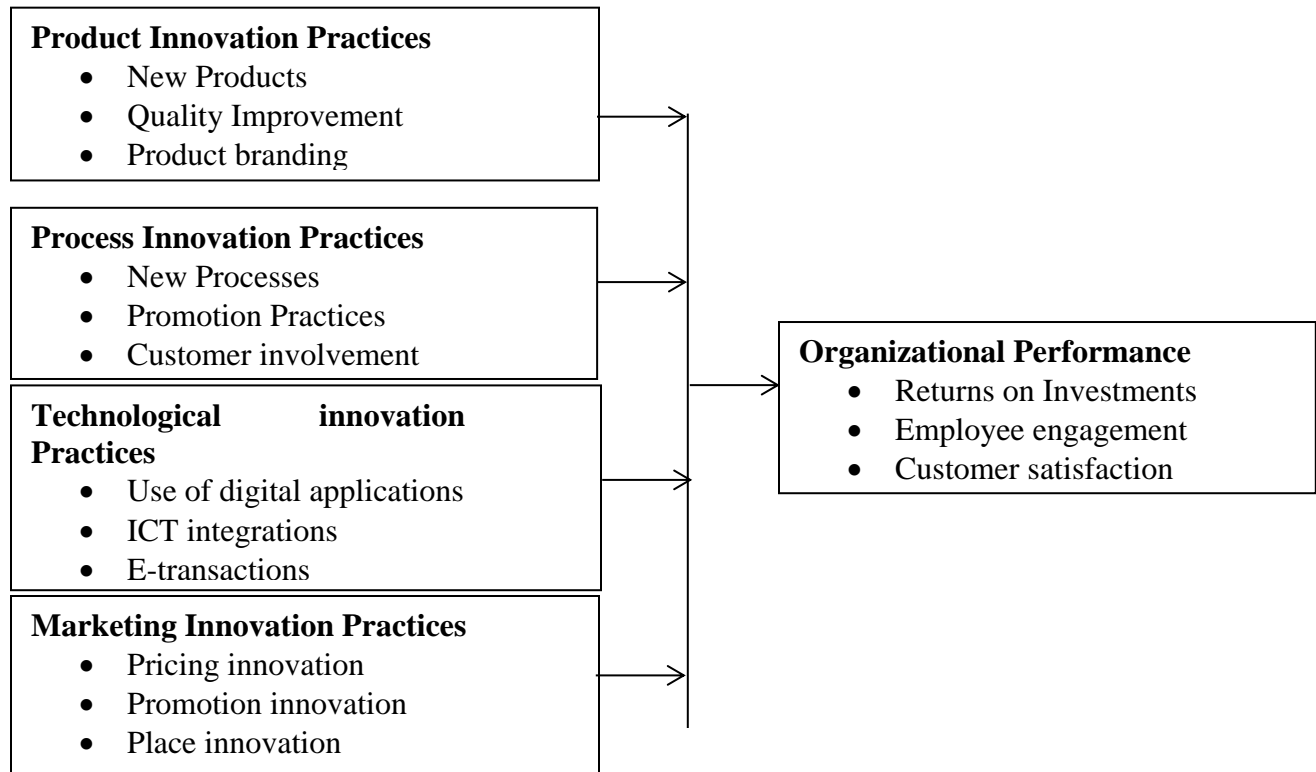 Product Innovation Practices
• New Products
• Quality Improvement
• Product branding
Process Innovation Practices
• New Processes
• Promotion Practices
• Customer involvement
Technological innovation
Practices
• Use of digital applications
• ICT integrations
• E-transactions
Marketing Innovation Practices
• Pricing innovation
• Promotion innovation
• Place innovation
Organizational Performance
• Returns on Investments
• Employee engagement
• Customer satisfaction